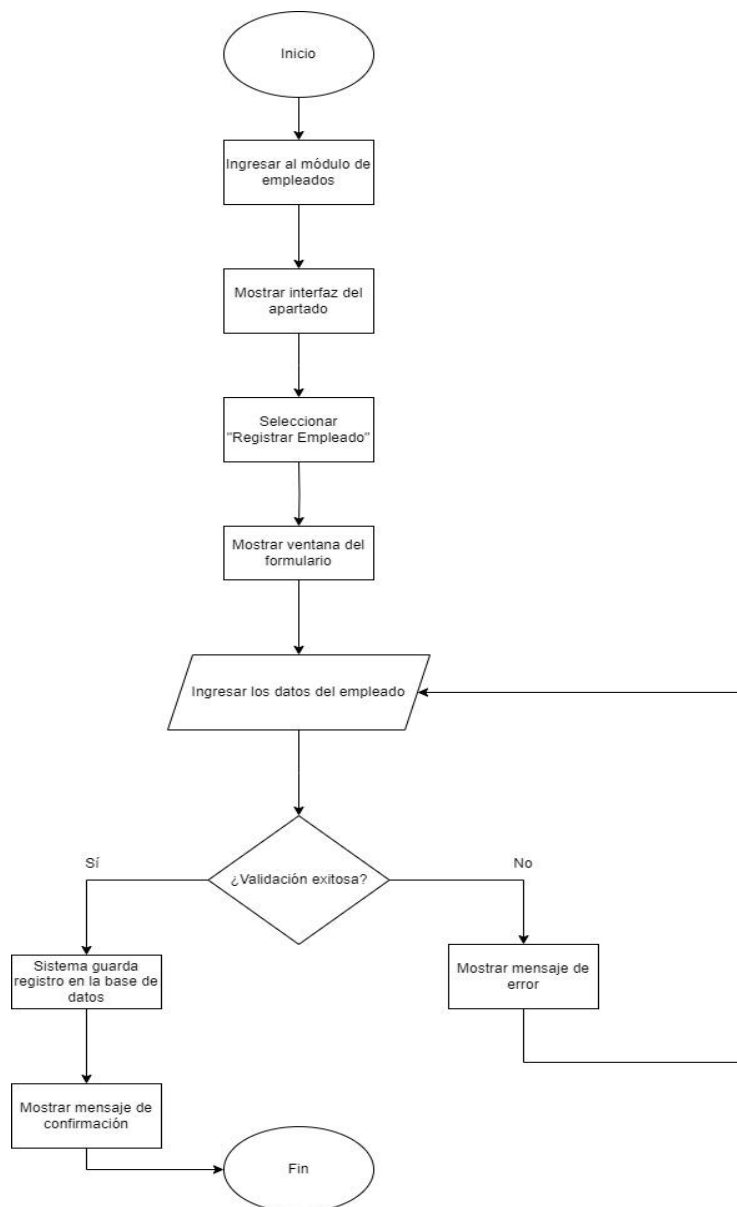 Inicio
Ingresar al módulo de
empleados
Mostrar interfaz del
apartado
Seleccionar
"Registrar Empleado"
Mostrar ventana del
formulario
Ingresar los datos del empleado
¿Validación exitosa?
Sí
No
Sistema guarda
registro en la base de
datos
Mostrar mensaje de
error
Mostrar mensaje de
confirmación
Fin